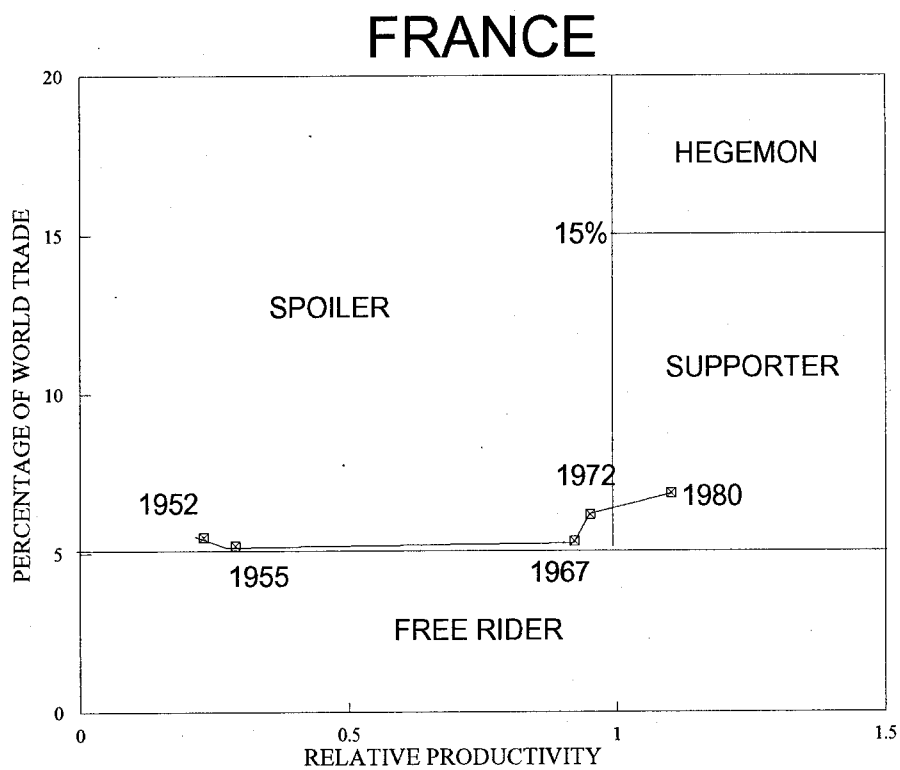 FRANCE
20
HEGEMON
15
15%
SPOILER
SUPPORTER
10
1972
1980
1952
5
1955
1967
FREE RIDER
0
0
0.5
1
1.5
RELATIVE PRODUCTIVITY
PERCENTAGE OF WORLD TRADE